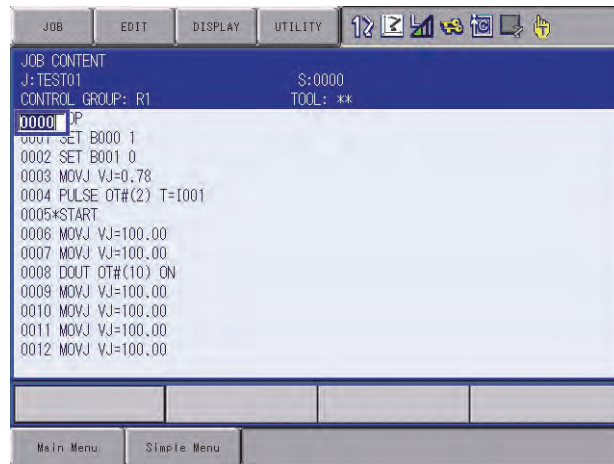 JOB EDIT DISPLAY UTILITY
JOB CONTENT
J:TEST01 S:0000
CONTROL GROUP: R1 TOOL: **
0000 OP
0001 SET B000 1
0002 SET B001 0
0003 MOVJ VJ=0.78
0004 PULSE OT#(2) T=I001
0005*START
0006 MOVJ VJ=100.00
0007 MOVJ VJ=100.00
0008 DOUT OT#(10) ON
0009 MOVJ VJ=100.00
0010 MOVJ VJ=100.00
0011 MOVJ VJ=100.00
0012 MOVJ VJ=100.00
Main Menu Simple Menu